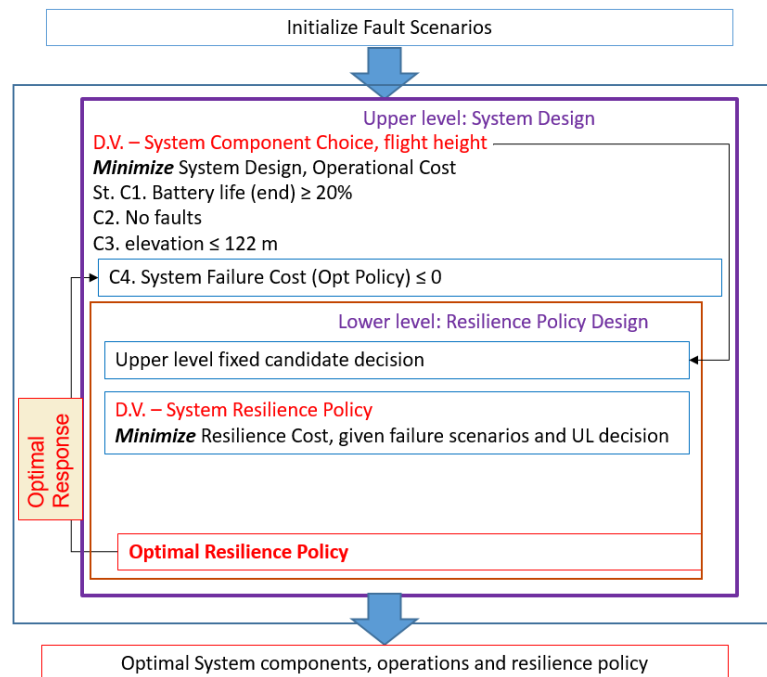 Initialize Fault Scenarios
Upper level: System Design
D.V. – System Component Choice, flight height
Minimize System Design, Operational Cost
St. C1. Battery life (end) ≥ 20%
C2. No faults
C3. elevation ≤ 122 m
C4. System Failure Cost (Opt Policy) ≤ 0
Lower level: Resilience Policy Design
Upper level fixed candidate decision
D.V. – System Resilience Policy
Minimize Resilience Cost, given failure scenarios and UL decision
Optimal
Response
Optimal Resilience Policy
Optimal System components, operations and resilience policy